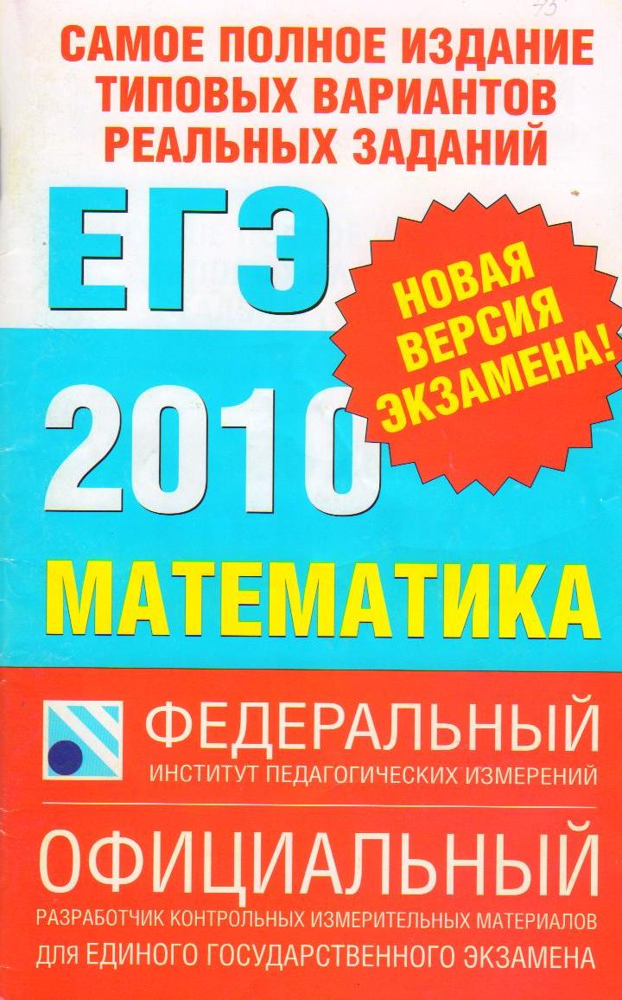 САМОЕ ПОЛНОЕ ИЗДАНИЕ
ТИПОВЫХ ВАРИАНТОВ
РЕАЛЬНЫХ ЗАДАНИЙ
ЕГЭ
НОВАЯ
ВЕРСИЯ
ЭКЗАМЕНА!
2010
МАТЕМАТИКА
ФЕДЕРАЛЬНЫЙ
ИНСТИТУТ ПЕДАГОГИЧЕСКИХ ИЗМЕРЕНИЙ
ОФИЦИАЛЬНЫЙ
РАЗРАБОТЧИК КОНТРОЛЬНЫХ ИЗМЕРИТЕЛЬНЫХ МАТЕРИАЛОВ
для ЕДИНОГО ГОСУДАРСТВЕННОГО ЭКЗАМЕНА